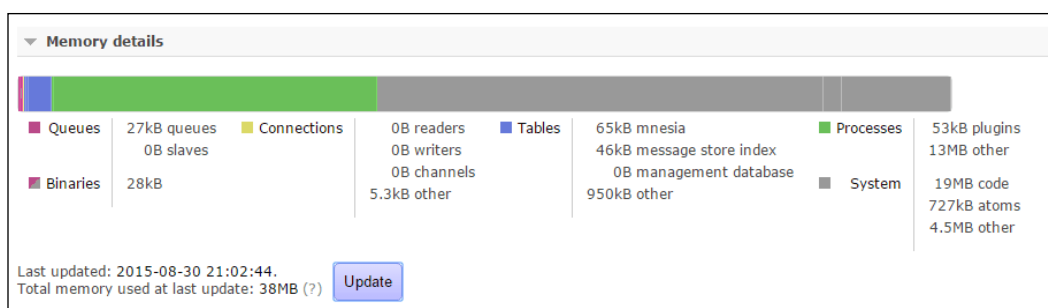 Memory details
Queues 27kB queues Connections 0B readers Tables 65kB mnesia Processes 53kB plugins
0B slaves 0B writers 46kB message store index 13MB other
0B channels 0B management database
Binaries 28kB 5.3kB other 950kB other System 19MB code
727kB atoms
4.5MB other
Last updated: 2015-08-30 21:02:44.
Total memory used at last update: 38MB (?) Update